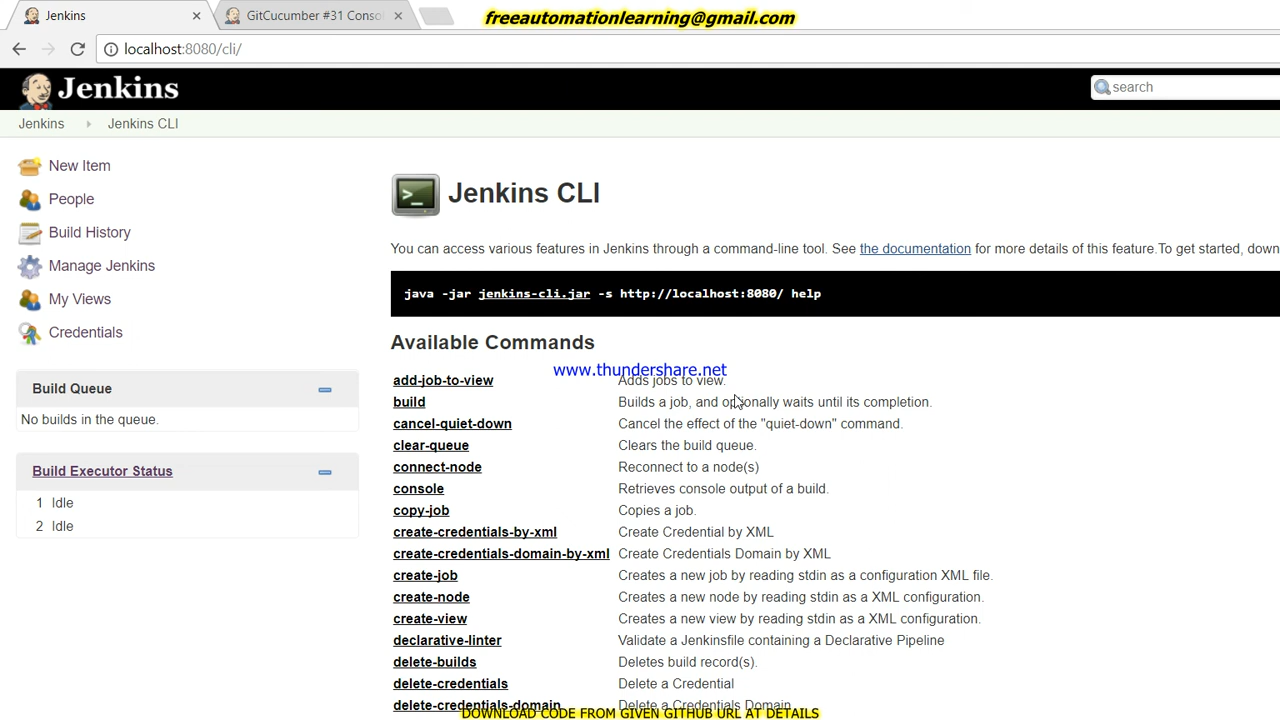 Jenkins
GitCucumber #31 Conso
freeautomationlearning@gmail.com
localhost:8080/cli/
Jenkins
search
Jenkins
Jenkins CLI
New Item
People
Build History
Manage Jenkins
My Views
Credentials
Build Queue
No builds in the queue.
Build Executor Status
1 Idle
2 Idle
Jenkins CLI
You can access various features in Jenkins through a command-line tool. See the documentation for more details of this feature.To get started, down
java -jar jenkins-cli.jar -s http://localhost:8080/ help
Available Commands
www.thundershare.net
add-job-to-view Adds jobs to view.
build Builds a job, and optionally waits until its completion.
cancel-quiet-down Cancel the effect of the "quiet-down" command.
clear-queue Clears the build queue.
connect-node Reconnect to a node(s)
console Retrieves console output of a build.
copy-job Copies a job.
create-credentials-by-xml Create Credential by XML
create-credentials-domain-by-xml Create Credentials Domain by XML
create-job Creates a new job by reading stdin as a configuration XML file.
create-node Creates a new node by reading stdin as a XML configuration.
create-view Creates a new view by reading stdin as a XML configuration.
declarative-linter Validate a Jenkinsfile containing a Declarative Pipeline
delete-builds Deletes build record(s).
delete-credentials Delete a Credential
delete-credentials-domain Delete a Credentials Domain
DOWNLOAD CODE FROM GIVEN GITHUB URL AT DETAILS